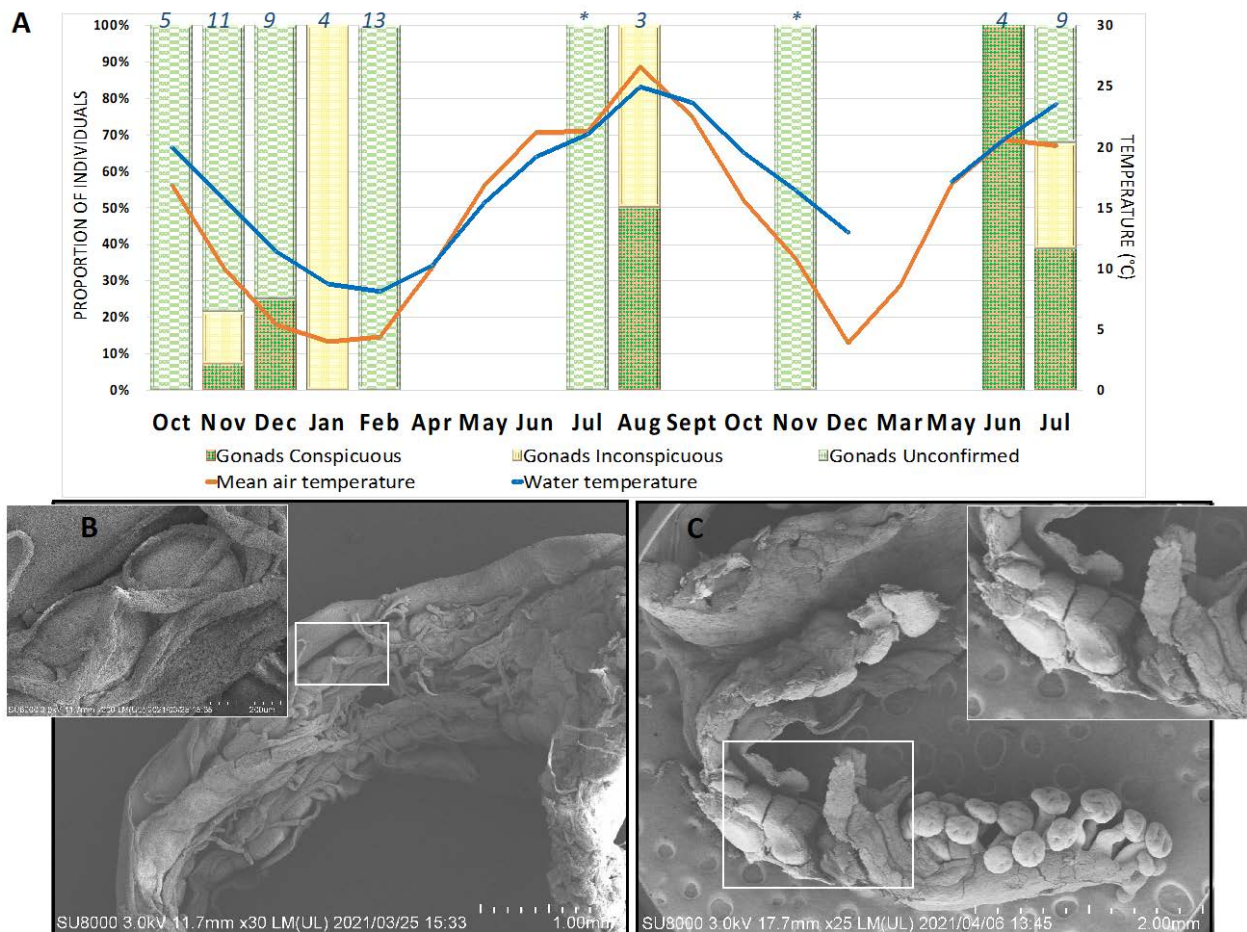 A
5 11 9 4 13 * 3 * 4 9
100% 30
90%
80% 25
70%
60% 20
50% 15
40%
30% 10
20% 5
10%
0% 0
PROPORTION OF INDIVIDUALS
TEMPERATURE (°C)
Oct Nov Dec Jan Feb Apr May Jun Jul Aug Sept Oct Nov Dec Mar May Jun Jul
Gonads Conspicuous Gonads Inconspicuous Gonads Unconfirmed
Mean air temperature Water temperature
B
200um
SU8000 3.0kV 11.7mm x30 LM(UL) 2021/03/25 15:33 1.00mm
C
SU8000 3.0kV 17.7mm x25 LM(UL) 2021/04/06 13:45 2.00mm